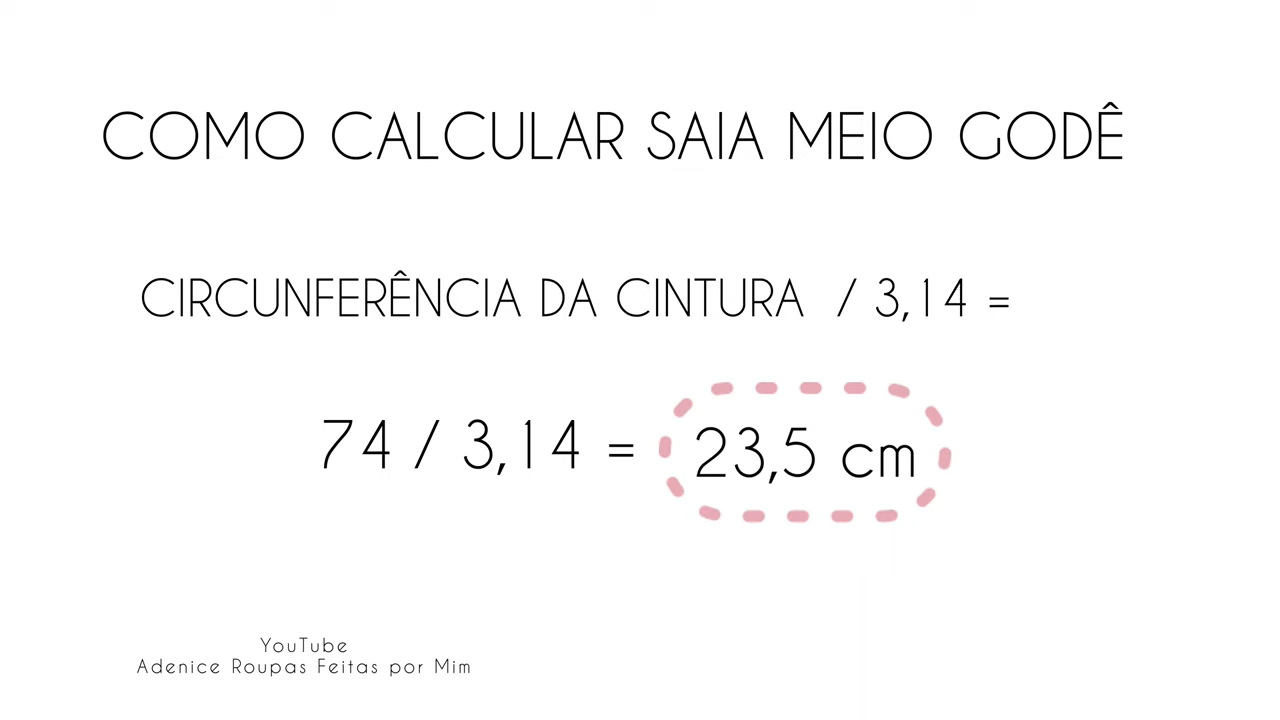 COMO CALCULAR SAIA MEIO GODÊ
CIRCUNFERÊNCIA DA CINTURA / 3,14 =
74 / 3,14 = 23,5 cm
YouTube
Adenice Roupas Feitas por Mim